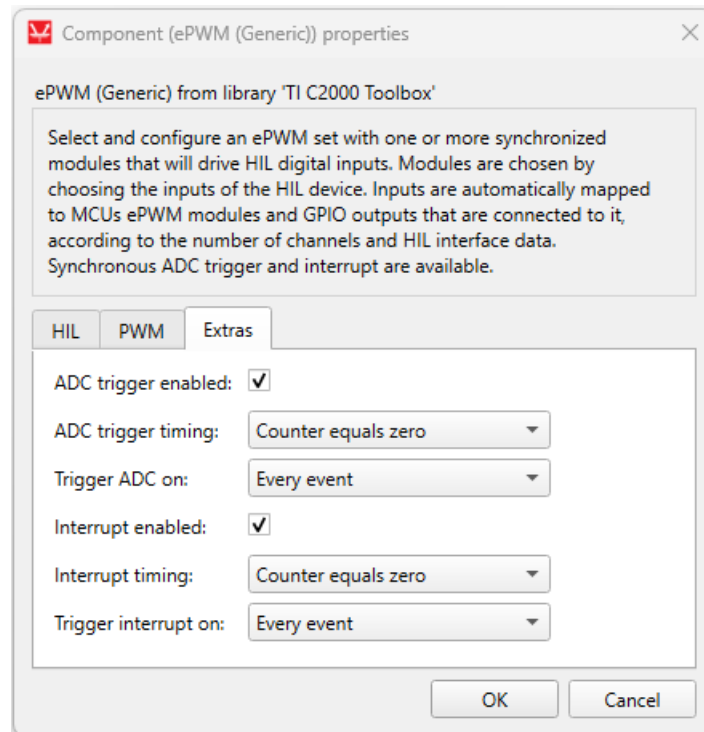 Component (ePWM (Generic)) properties
ePWM (Generic) from library 'TI C2000 Toolbox'
Select and configure an ePWM set with one or more synchronized
modules that will drive HIL digital inputs. Modules are chosen by
choosing the inputs of the HIL device. Inputs are automatically mapped
to MCUs ePWM modules and GPIO outputs that are connected to it,
according to the number of channels and HIL interface data.
Synchronous ADC trigger and interrupt are available.
HIL PWM Extras
ADC trigger enabled:
ADC trigger timing: Counter equals zero
Trigger ADC on: Every event
Interrupt enabled:
Interrupt timing: Counter equals zero
Trigger interrupt on: Every event
OK Cancel